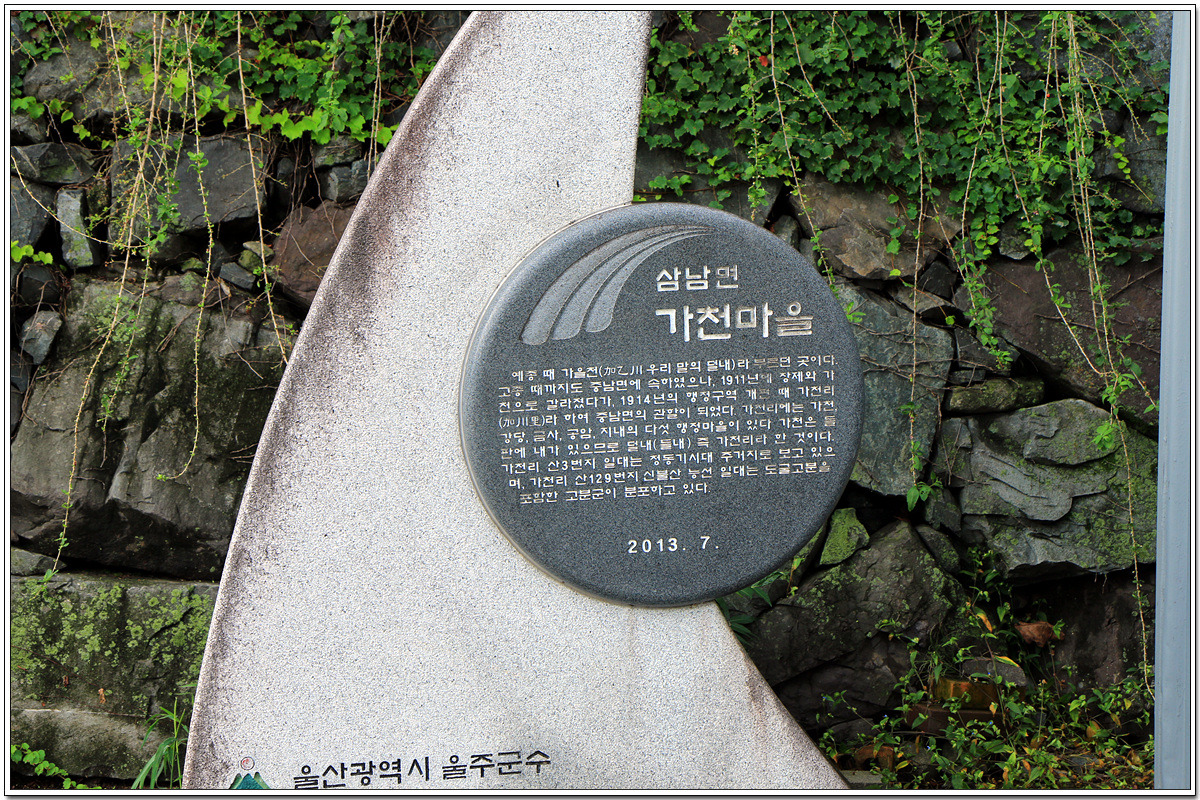 삼남면
가천마을
예종 때 가을천(加乙川 우리 말의 덜내)라 부르던 곳이다.
고종 때까지도 중남면에 속하였으나, 1911년에 장제와 가
천으로 갈라졌다가, 1914년의 행정구역 개편 때 가천리
(加川里)라 하여 중남면의 관할이 되었다. 가천리에는 가천,
강당, 금사, 공암, 지내의 다섯 행정마을이 있다. 가천은 들
판에 내가 있으므로 덜내(들내) 즉 가천리라 한 것이다.
가천리 산3번지 일대는 청동기시대 주거지로 보고 있으
며, 가천리 산129번지 신불산 능선 일대는 도굴고분을
포함한 고분군이 분포하고 있다.
2013. 7.
울산광역시 울주군수